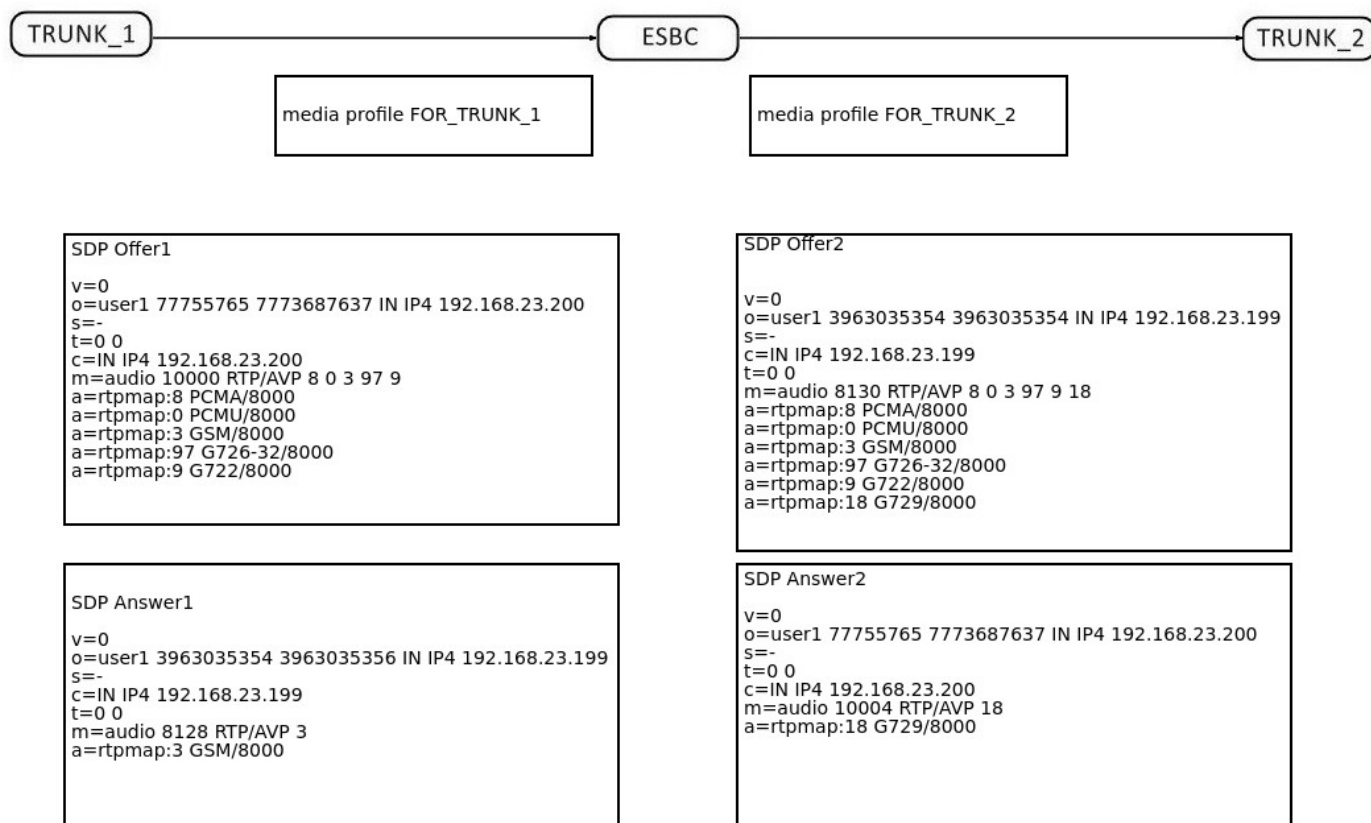 TRUNK_1
ESBC
TRUNK_2
media profile FOR_TRUNK_1
media profile FOR_TRUNK_2
SDP Offer1
v=0
o=user1 77755765 7773687637 IN IP4 192.168.23.200
s=-
t=0 0
c=IN IP4 192.168.23.200
m=audio 10000 RTP/AVP 8 0 3 97 9
a=rtpmap:8 PCMA/8000
a=rtpmap:0 PCMU/8000
a=rtpmap:3 GSM/8000
a=rtpmap:97 G726-32/8000
a=rtpmap:9 G722/8000
SDP Offer2
v=0
o=user1 3963035354 3963035354 IN IP4 192.168.23.199
s=-
c=IN IP4 192.168.23.199
t=0 0
m=audio 8130 RTP/AVP 8 0 3 97 9 18
a=rtpmap:8 PCMA/8000
a=rtpmap:0 PCMU/8000
a=rtpmap:3 GSM/8000
a=rtpmap:97 G726-32/8000
a=rtpmap:9 G722/8000
a=rtpmap:18 G729/8000
SDP Answer1
v=0
o=user1 3963035354 3963035356 IN IP4 192.168.23.199
s=-
c=IN IP4 192.168.23.199
t=0 0
m=audio 8128 RTP/AVP 3
a=rtpmap:3 GSM/8000
SDP Answer2
v=0
o=user1 77755765 7773687637 IN IP4 192.168.23.200
s=-
t=0 0
c=IN IP4 192.168.23.200
m=audio 10004 RTP/AVP 18
a=rtpmap:18 G729/8000